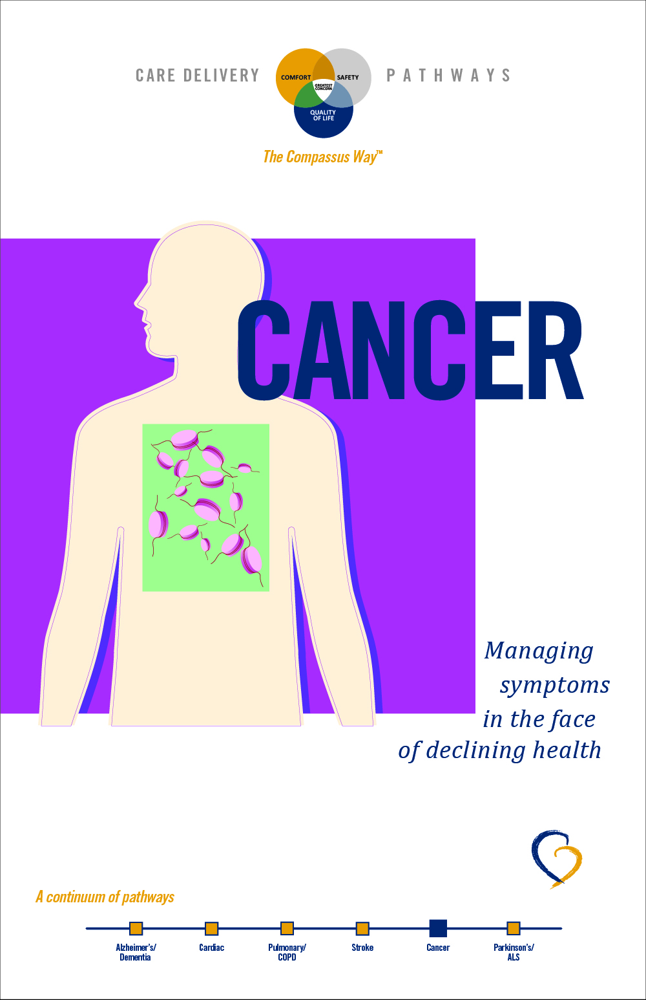 CARE DELIVERY
PATHWAYS
COMFORT
SAFETY
GREATEST
CONCERN
QUALITY
OF LIFE
The Compassus Way™
CANCER
Managing
symptoms
in the face
of declining health
A continuum of pathways
Alzheimer's/
Dementia
Cardiac
Pulmonary/
COPD
Stroke
Cancer
Parkinson's/
ALS